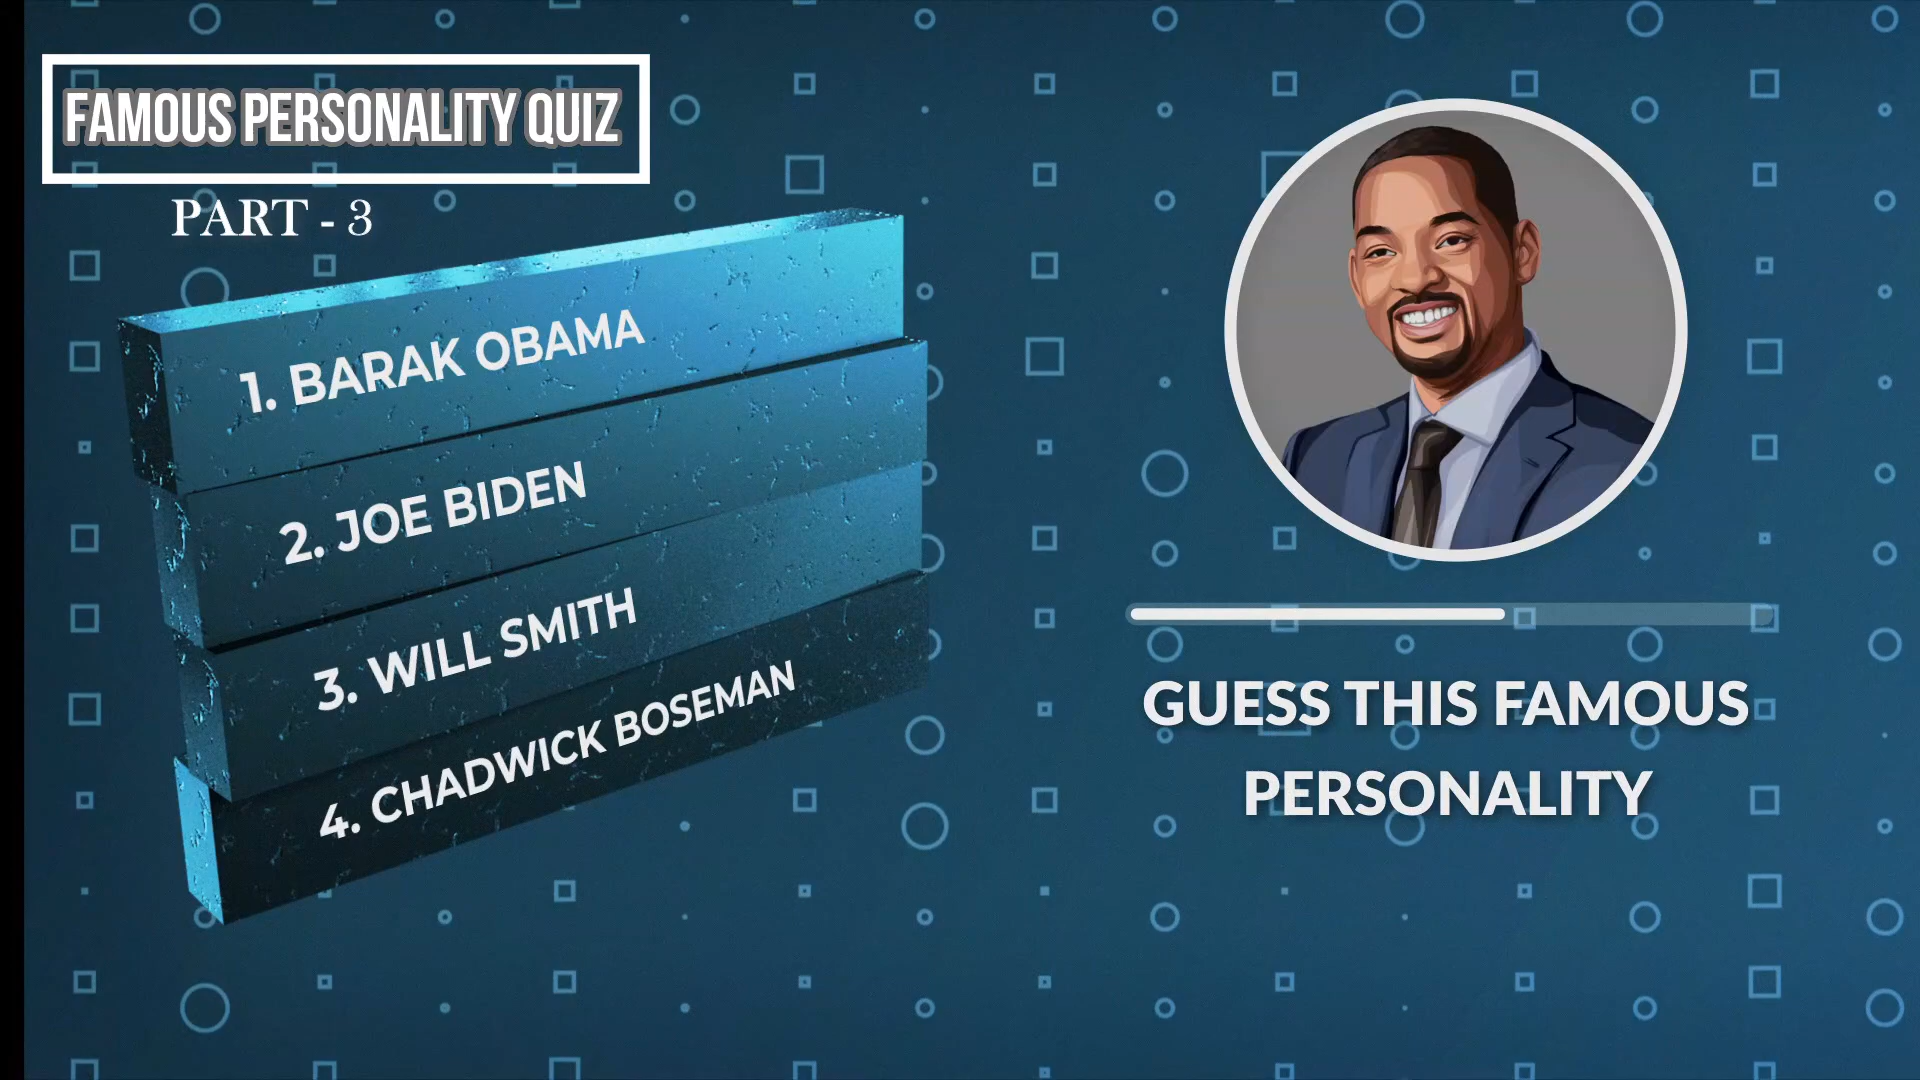 FAMOUS PERSONALITY QUIZ
PART - 3
1. BARAK OBAMA
2. JOE BIDEN
3. WILL SMITH
4. CHADWICK BOSEMAN
GUESS THIS FAMOUS
PERSONALITY